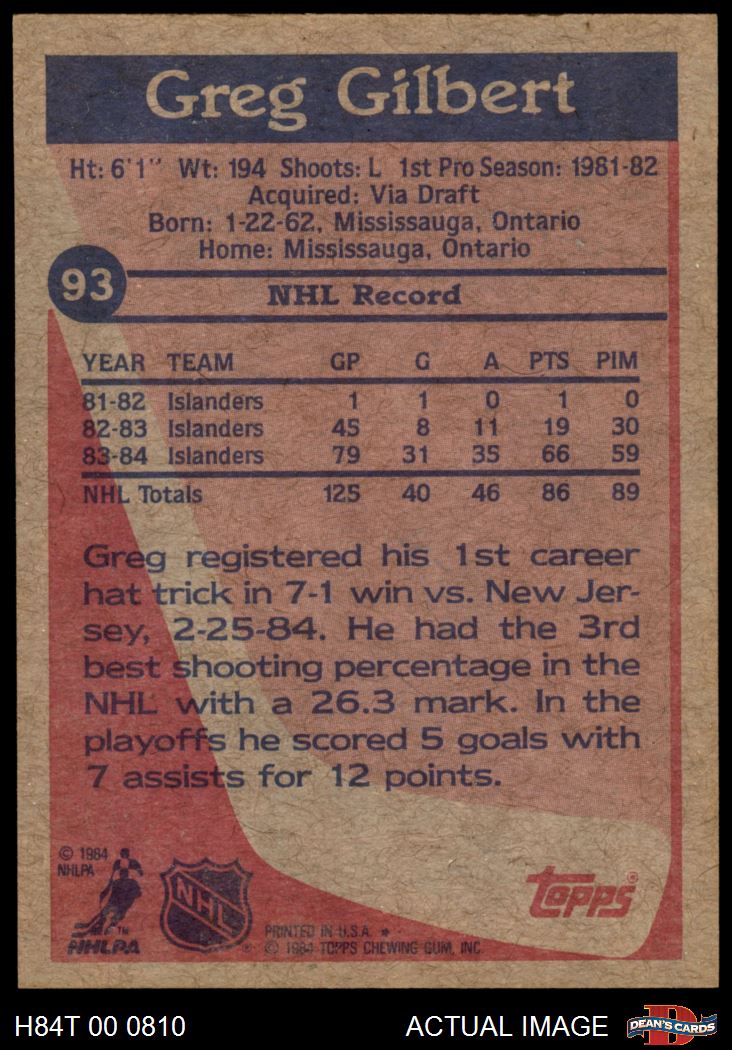 Greg Gilbert
Ht: 6'1" Wt: 194 Shoots: L 1st Pro Season: 1981-82
Acquired: Via Draft
Born: 1-22-62, Mississauga, Ontario
Home: Mississauga, Ontario
93
NHL Record
YEAR TEAM GP G A PTS PIM
81-82 Islanders 1 1 0 1 0
82-83 Islanders 45 8 11 19 30
83-84 Islanders 79 31 35 66 59
NHL Totals 125 40 46 86 89
Greg registered his 1st career
hat trick in 7-1 win vs. New Jer-
sey, 2-25-84. He had the 3rd
best shooting percentage in the
NHL with a 26.3 mark. In the
playoffs he scored 5 goals with
7 assists for 12 points.
© 1984
NHLPA
™
NHLPA
NHL
®
PRINTED IN U.S.A. *
© 1984 TOPPS CHEWING GUM, INC.
topps®
H84T 00 0810
ACTUAL IMAGE
D
DEAN'S CARDS